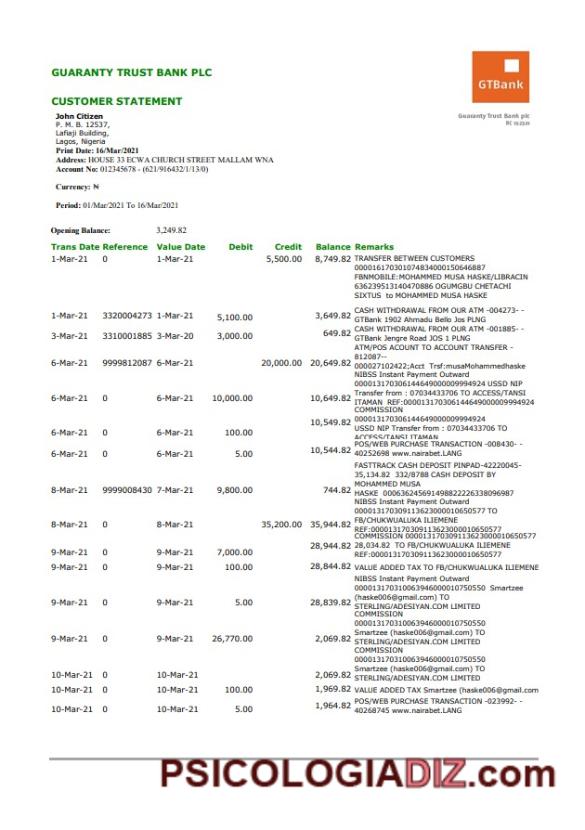 GUARANTY TRUST BANK PLC
GTBank
CUSTOMER STATEMENT
Guaranty Trust Bank plc
John Citizen
P. M. B. 12537,
Lafiaji Building,
Lagos, Nigeria
Print Date: 16/Mar/2021
Address: HOUSE 33 ECWA CHURCH STREET MALLAM WNA
Account No: 012345678 - (621/916432/1/13/0)
Currency: ₦
Period: 01/Mar/2021 To 16/Mar/2021
Opening Balance: 3,249.82
Trans Date Reference Value Date Debit Credit Balance Remarks
1-Mar-21 0 1-Mar-21 5,500.00 8,749.82 TRANSFER BETWEEN CUSTOMERS
000016170301074834000150646887
FBNMOBILE:MOHAMMED MUSA HASKE/LIBRACIN
636239513140470886 OGUMGBU CHETACHI
SIXTUS to MOHAMMED MUSA HASKE
1-Mar-21 3320004273 1-Mar-21 5,100.00 3,649.82 CASH WITHDRAWAL FROM OUR ATM -004273- -
GTBank 1902 Ahmadu Bello Jos PLNG
3-Mar-21 3310001885 3-Mar-20 3,000.00 649.82 CASH WITHDRAWAL FROM OUR ATM -001885- -
GTBank Jengre Road JOS 1 PLNG
ATM/POS ACOUNT TO ACCOUNT TRANSFER -
812087--
6-Mar-21 9999812087 6-Mar-21 20,000.00 20,649.82 000027102422;Acct Trsf:musaMohammedhaske
NIBSS Instant Payment Outward
000013170306144649000009994924 USSD NIP
6-Mar-21 0 6-Mar-21 10,000.00 10,649.82 Transfer from : 07034433706 TO ACCESS/TANSI
ITAMAN REF:000013170306144649000009994924
COMMISSION
10,549.82 000013170306144649000009994924
6-Mar-21 0 6-Mar-21 100.00 USSD NIP Transfer from : 07034433706 TO
ACCESS/TANSI ITAMAN
6-Mar-21 0 6-Mar-21 5.00 10,544.82 POS/WEB PURCHASE TRANSACTION -008430- -
40252698 www.nairabet.LANG
FASTTRACK CASH DEPOSIT PINPAD-42220045-
35,134.82 332/8788 CASH DEPOSIT BY
MOHAMMED MUSA
8-Mar-21 9999008430 7-Mar-21 9,800.00 744.82 HASKE 00063624569149882222633809698​7
NIBSS Instant Payment Outward
000013170309113623000010650577 TO
8-Mar-21 0 8-Mar-21 35,200.00 35,944.82 FB/CHUKWUALUKA ILIEMENE
REF:000013170309113623000010650577
COMMISSION 000013170309113623000010650577
28,944.82 28,034.82 TO FB/CHUKWUALUKA ILIEMENE
9-Mar-21 0 9-Mar-21 7,000.00 REF:000013170309113623000010650577
9-Mar-21 0 9-Mar-21 100.00 28,844.82 VALUE ADDED TAX TO FB/CHUKWUALUKA ILIEMENE
NIBSS Instant Payment Outward
000013170310063946000010750550 Smartzee
9-Mar-21 0 9-Mar-21 5.00 28,839.82 (haske006@gmail.com) TO
STERLING/ADESIYAN.COM LIMITED
COMMISSION
000013170310063946000010750550
9-Mar-21 0 9-Mar-21 26,770.00 2,069.82 Smartzee (haske006@gmail.com) TO
STERLING/ADESIYAN.COM LIMITED
COMMISSION
000013170310063946000010750550
Smartzee (haske006@gmail.com) TO
10-Mar-21 0 10-Mar-21 2,069.82 STERLING/ADESIYAN.COM LIMITED
10-Mar-21 0 10-Mar-21 100.00 1,969.82 VALUE ADDED TAX Smartzee (haske006@gmail.com
10-Mar-21 0 10-Mar-21 5.00 1,964.82 POS/WEB PURCHASE TRANSACTION -023992- -
40268745 www.nairabet.LANG
PSICOLOGIADIZ.com